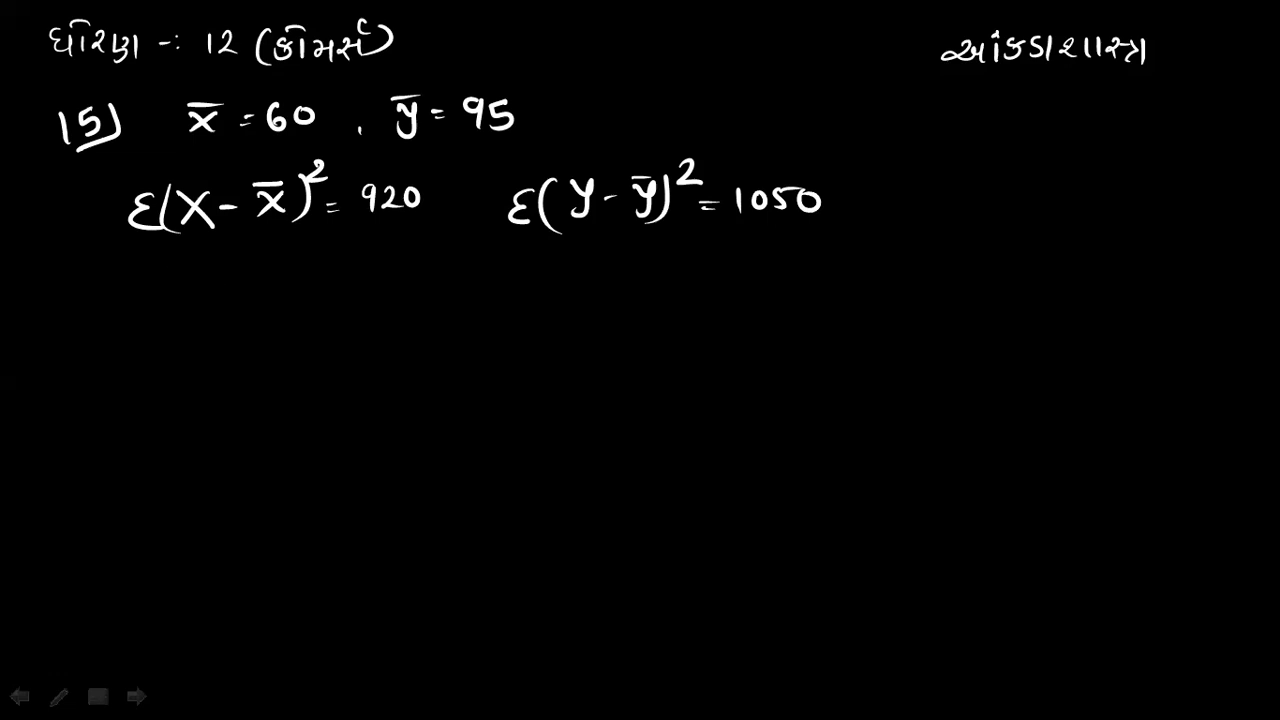 ધોરણ -: 12 (કોમર્સ) આંકડાશાસ્ત્ર
15) x̅ = 60 , y̅ = 95
Ɛ(x - x̅)² = 920 Ɛ(y - y̅)² = 1050